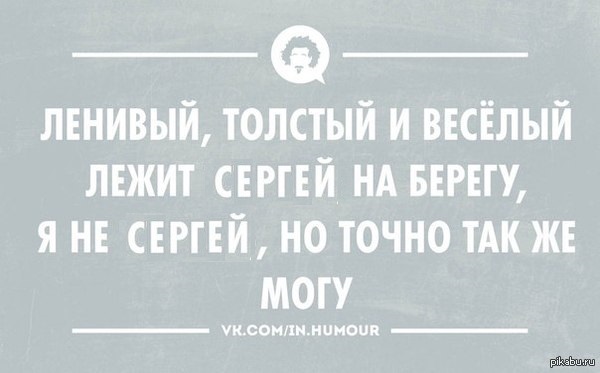 ЛЕНИВЫЙ, ТОЛСТЫЙ И ВЕСЁЛЫЙ
ЛЕЖИТ СЕРГЕЙ НА БЕРЕГУ,
Я НЕ СЕРГЕЙ, НО ТОЧНО ТАК ЖЕ
МОГУ
VK.COM/IN.HUMOUR
pikabu.ru